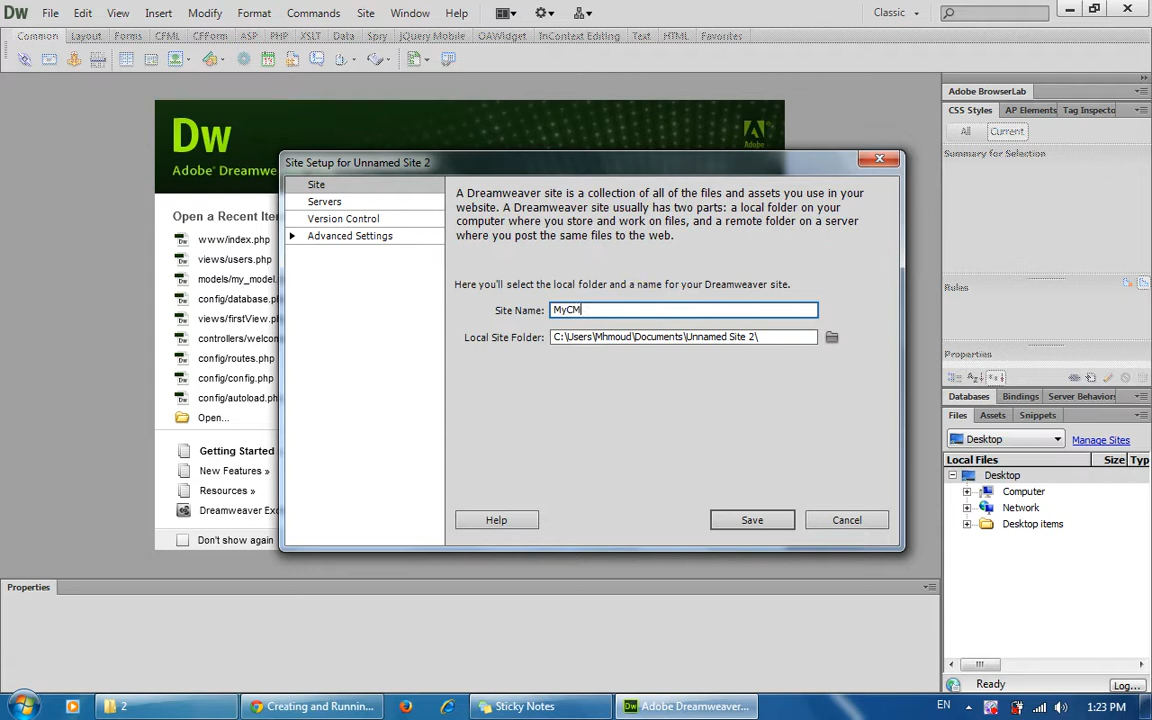 Dw File Edit View Insert Modify Format Commands Site Window Help Classic
Common Layout Forms CFML CFForm ASP PHP XSLT Data Spry jQuery Mobile OAWidget InContext Editing Text HTML Favorites
Adobe BrowserLab
CSS Styles AP Elements Tag Inspecto
All Current
Summary for Selection
Dw
Adobe
Adobe® Dreamwe
Site Setup for Unnamed Site 2
Site
Servers
Version Control
Advanced Settings
A Dreamweaver site is a collection of all of the files and assets you use in your
website. A Dreamweaver site usually has two parts: a local folder on your
computer where you store and work on files, and a remote folder on a server
where you post the same files to the web.
Here you'll select the local folder and a name for your Dreamweaver site.
Site Name: MyCM
Local Site Folder: C:\Users\Mhmoud\Documents\Unnamed Site 2\
Help Save Cancel
Open a Recent Iter
www/index.php
views/users.php
models/my_model.
config/database.php
views/firstView.php
controllers/welcon
config/routes.php
config/config.php
config/autoload.php
Open...
Getting Started
New Features »
Resources »
Dreamweaver Exc
Don't show again
Rules
Properties
Databases Bindings Server Behaviors
Files Assets Snippets
Desktop Manage Sites
Local Files Size Typ
Desktop
Computer
Network
Desktop items
Ready Log...
Properties
2 Creating and Runnin... Sticky Notes Adobe Dreamweaver... EN 1:23 PM